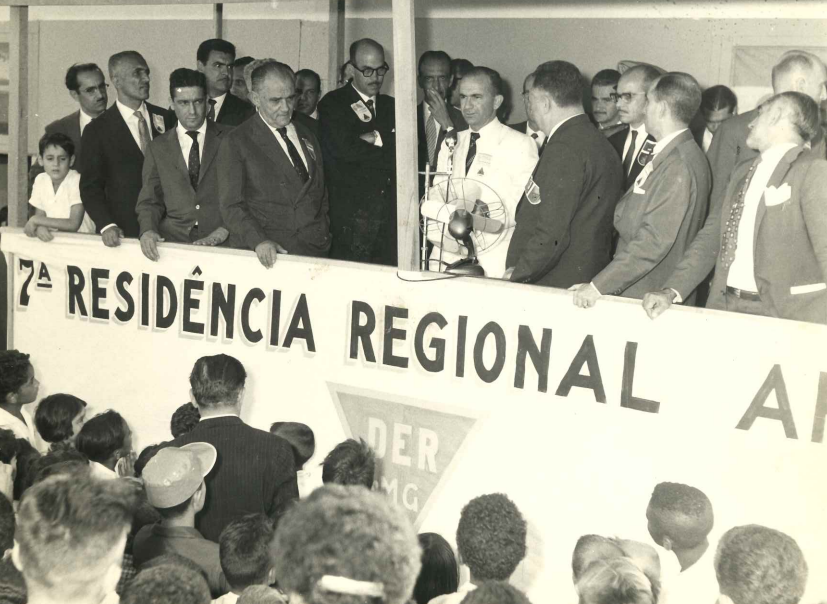 7ª RESIDÊNCIA REGIONAL
DER
MG